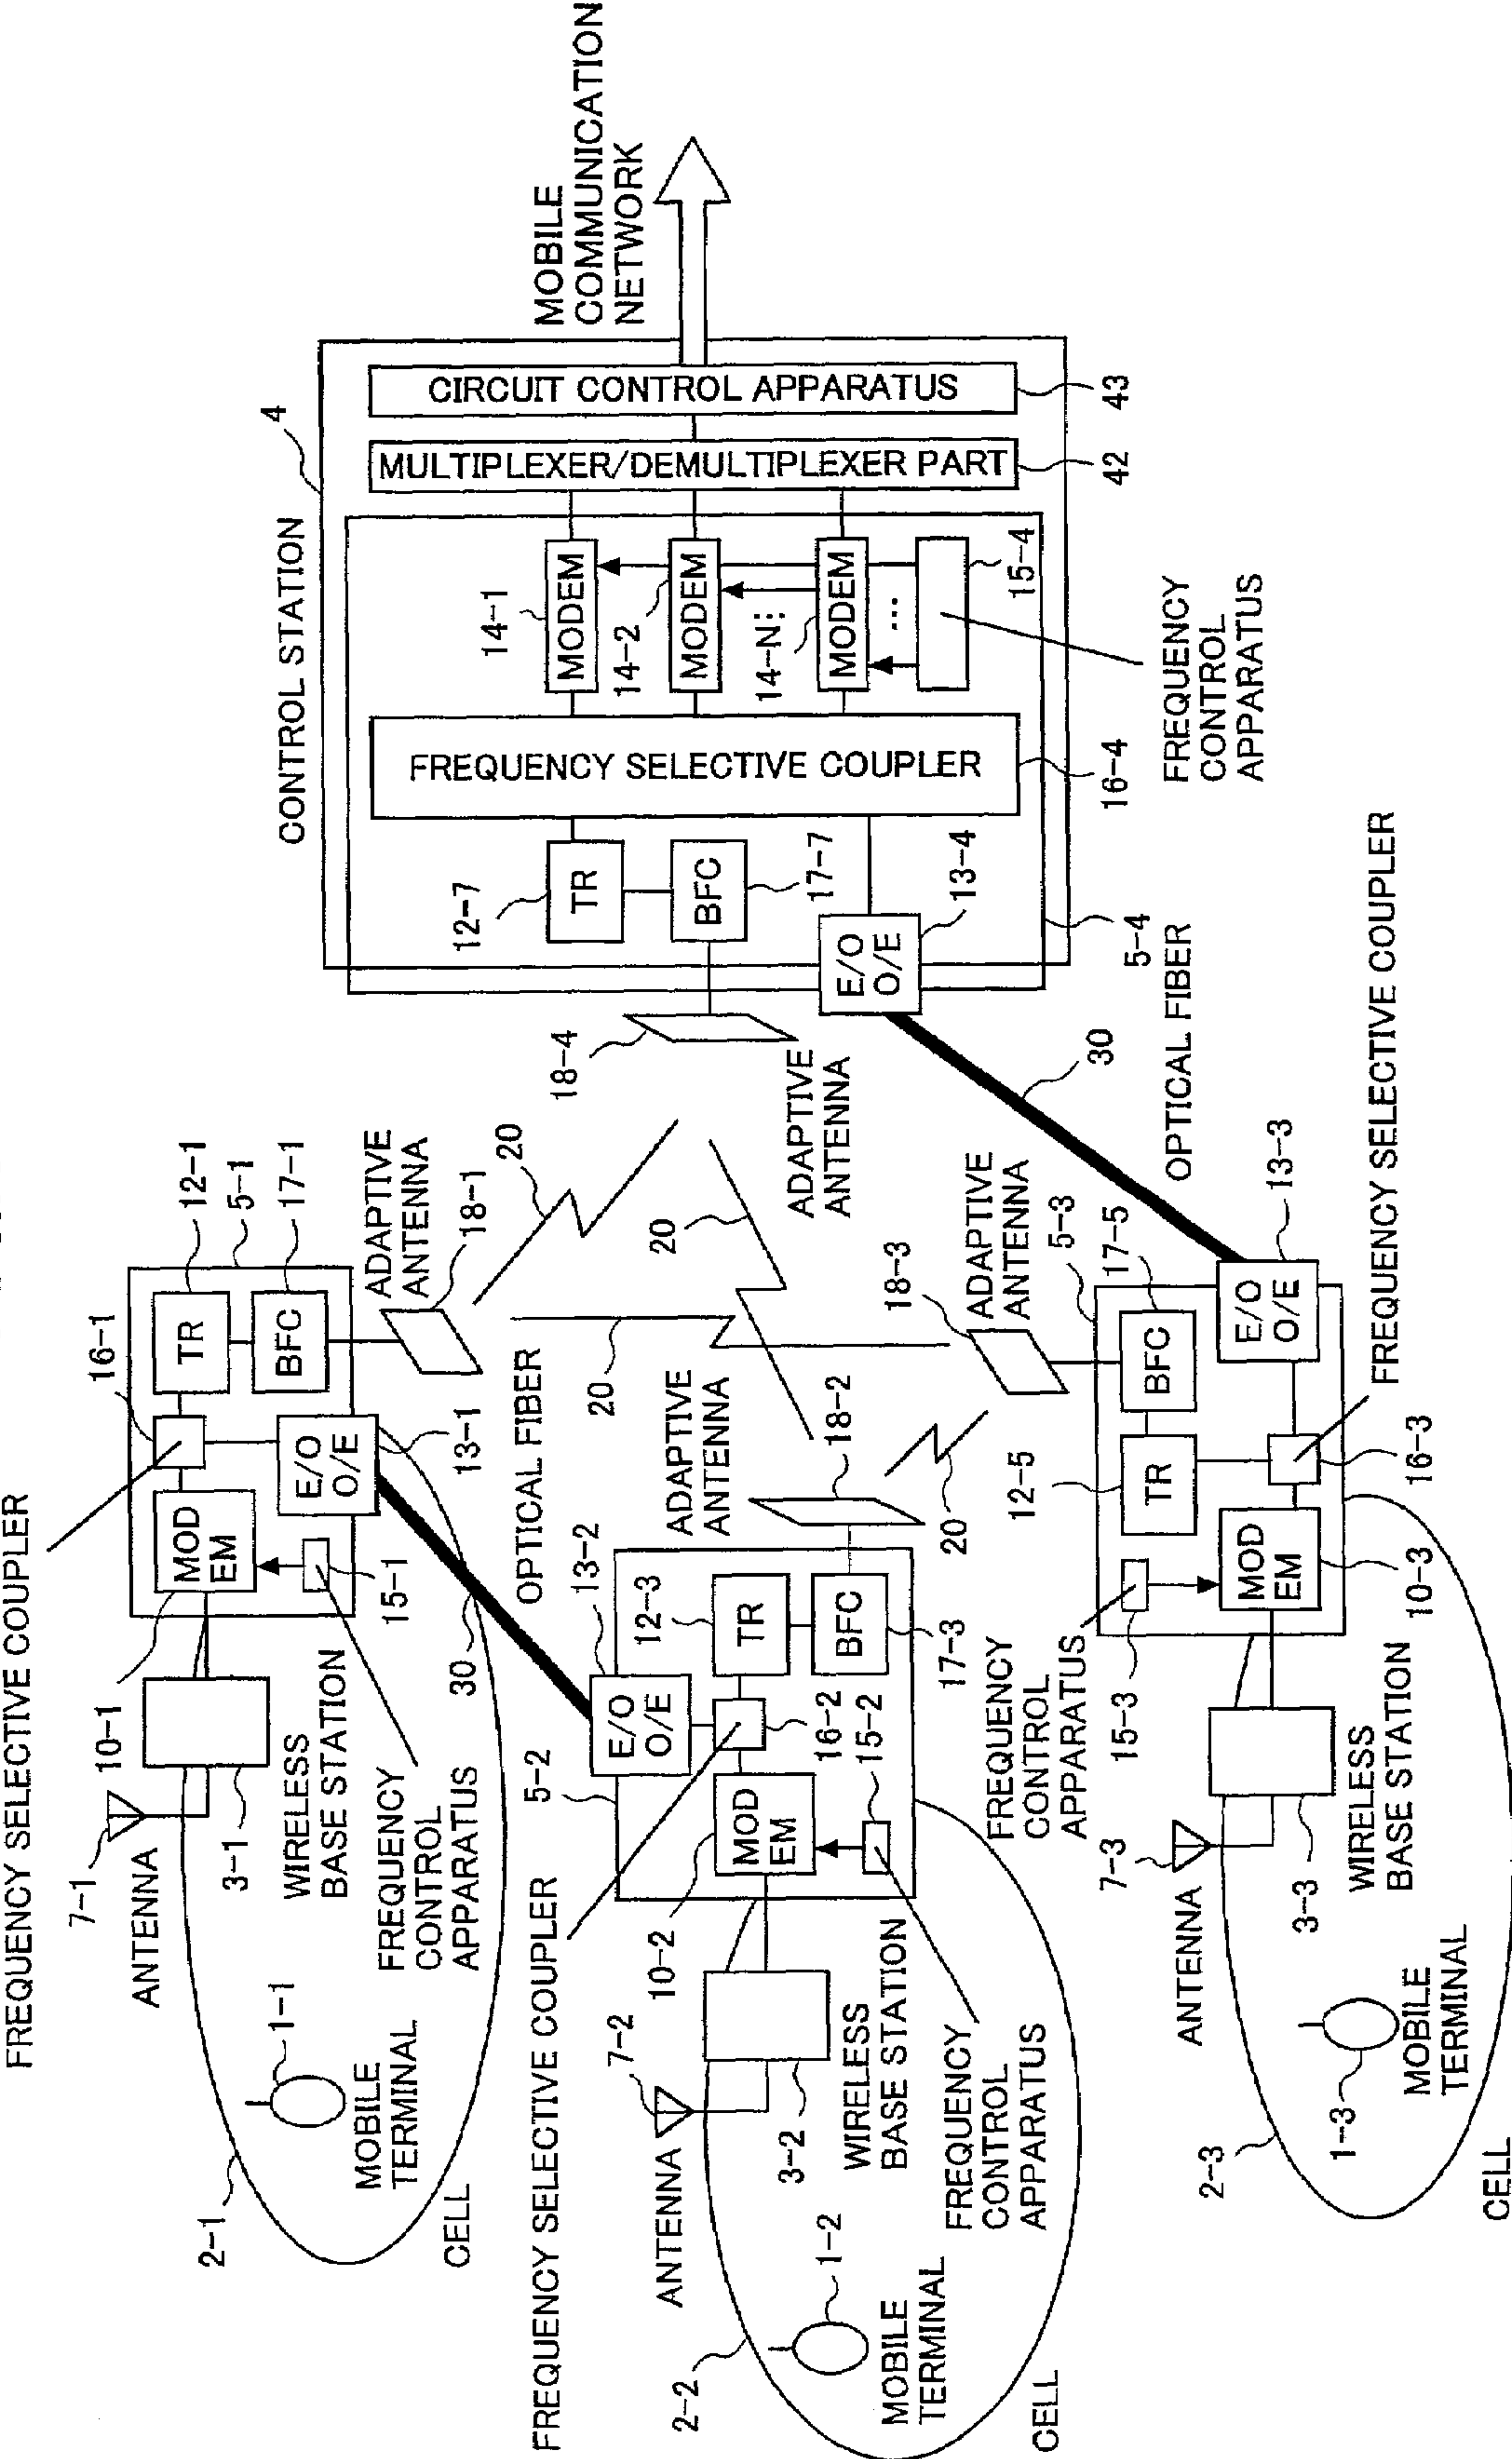 FREQUENCY SELECTIVE COUPLER
16-1
12-1
5-1
17-1
TR
BFC
MOD
EM
E/O
O/E
10-1
7-1
ANTENNA
3-1
WIRELESS
BASE STATION
15-1
13-1
ADAPTIVE
ANTENNA
18-1
FREQUENCY
CONTROL
APPARATUS
30
OPTICAL FIBER
2-1
1-1
MOBILE
TERMINAL
CELL
20
20
20
20
FREQUENCY SELECTIVE COUPLER
5-2
13-2
E/O
O/E
12-3
TR
BFC
MOD
EM
16-2
15-2
17-3
10-2
ADAPTIVE
ANTENNA
18-2
7-2
ANTENNA
3-2
WIRELESS
BASE STATION
FREQUENCY
CONTROL
APPARATUS
2-2
1-2
MOBILE
TERMINAL
CELL
18-3
ADAPTIVE
ANTENNA
5-3
17-5
13-3
BFC
E/O
O/E
12-5
TR
MOD
EM
16-3
10-3
15-3
FREQUENCY
CONTROL
APPARATUS
FREQUENCY SELECTIVE COUPLER
7-3
ANTENNA
3-3
WIRELESS
BASE STATION
2-3
1-3
MOBILE
TERMINAL
CELL
30
OPTICAL FIBER
CONTROL STATION
4
18-4
ADAPTIVE
ANTENNA
12-7
TR
BFC
17-7
E/O
O/E
13-4
5-4
FREQUENCY SELECTIVE COUPLER
16-4
14-1
MODEM
14-2
MODEM
14-N
MODEM
...
15-4
FREQUENCY
CONTROL
APPARATUS
MULTIPLEXER/DEMULTIPLEXER PART
42
CIRCUIT CONTROL APPARATUS
43
MOBILE
COMMUNICATION
NETWORK